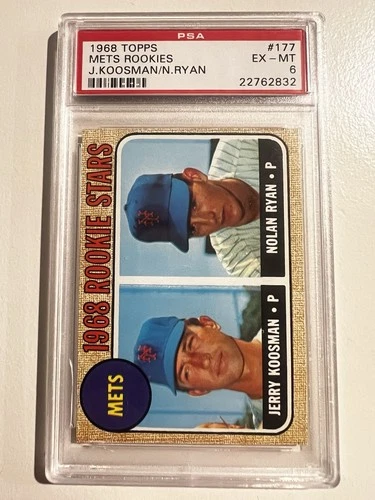 PSA
1968 TOPPS #177
METS ROOKIES EX-MT
J.KOOSMAN/N.RYAN 6
22762832
1968 ROOKIE STARS
METS
JERRY KOOSMAN • P
NOLAN RYAN • P